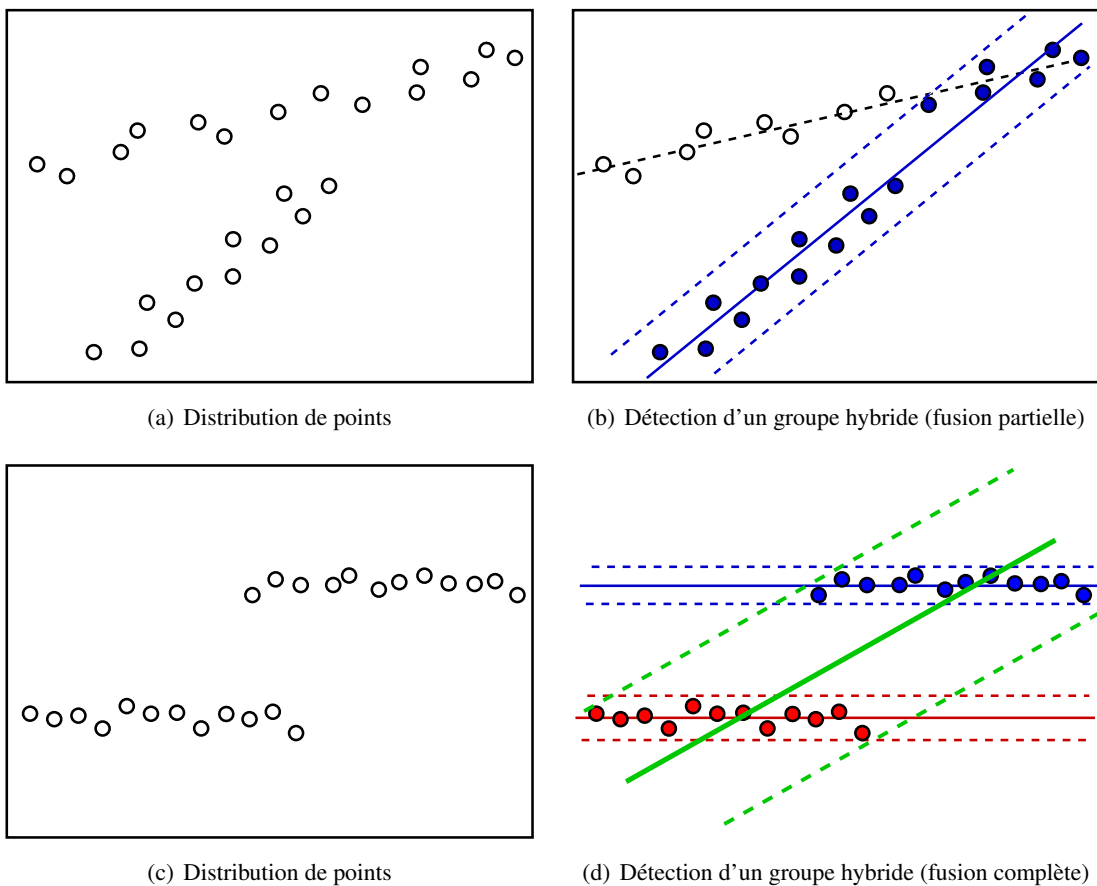 (a) Distribution de points
(b) Détection d'un groupe hybride (fusion partielle)
(c) Distribution de points
(d) Détection d'un groupe hybride (fusion complète)